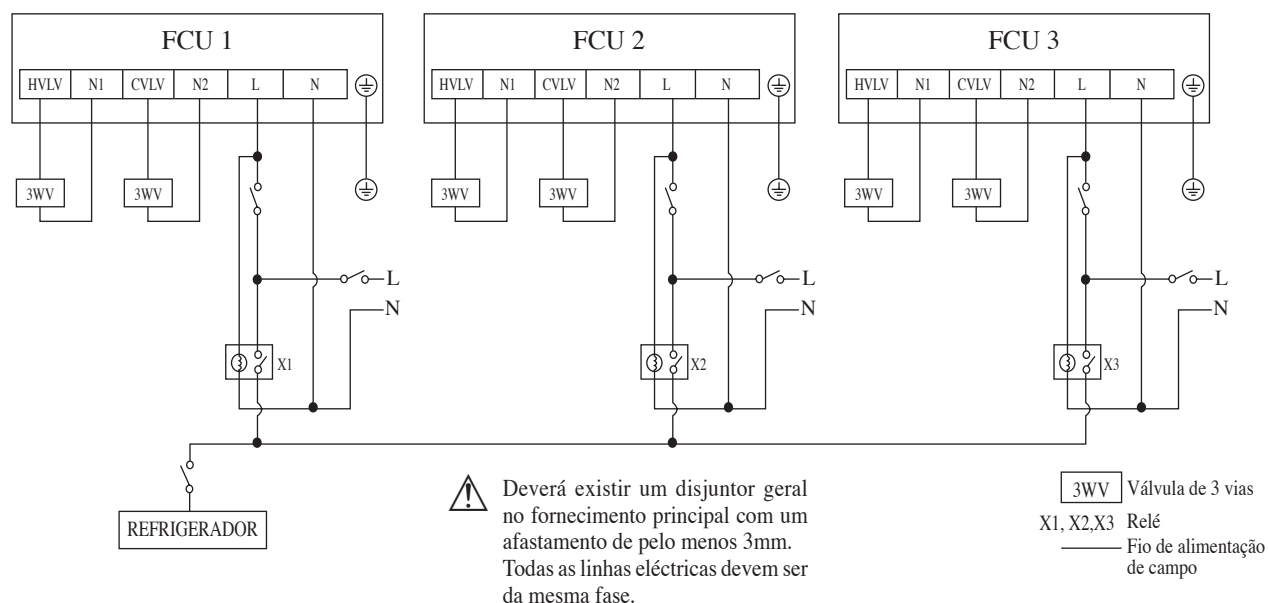 FCU 1
FCU 2
FCU 3
HVLV N1 CVLV N2 L N
HVLV N1 CVLV N2 L N
HVLV N1 CVLV N2 L N
3WV
3WV
3WV
3WV
3WV
3WV
L
N
L
N
L
N
X1
X2
X3
REFRIGERADOR
Deverá existir um disjuntor geral
no fornecimento principal com um
afastamento de pelo menos 3mm.
Todas as linhas eléctricas devem ser
da mesma fase.
3WV Válvula de 3 vias
X1, X2,X3 Relé
Fio de alimentação
de campo